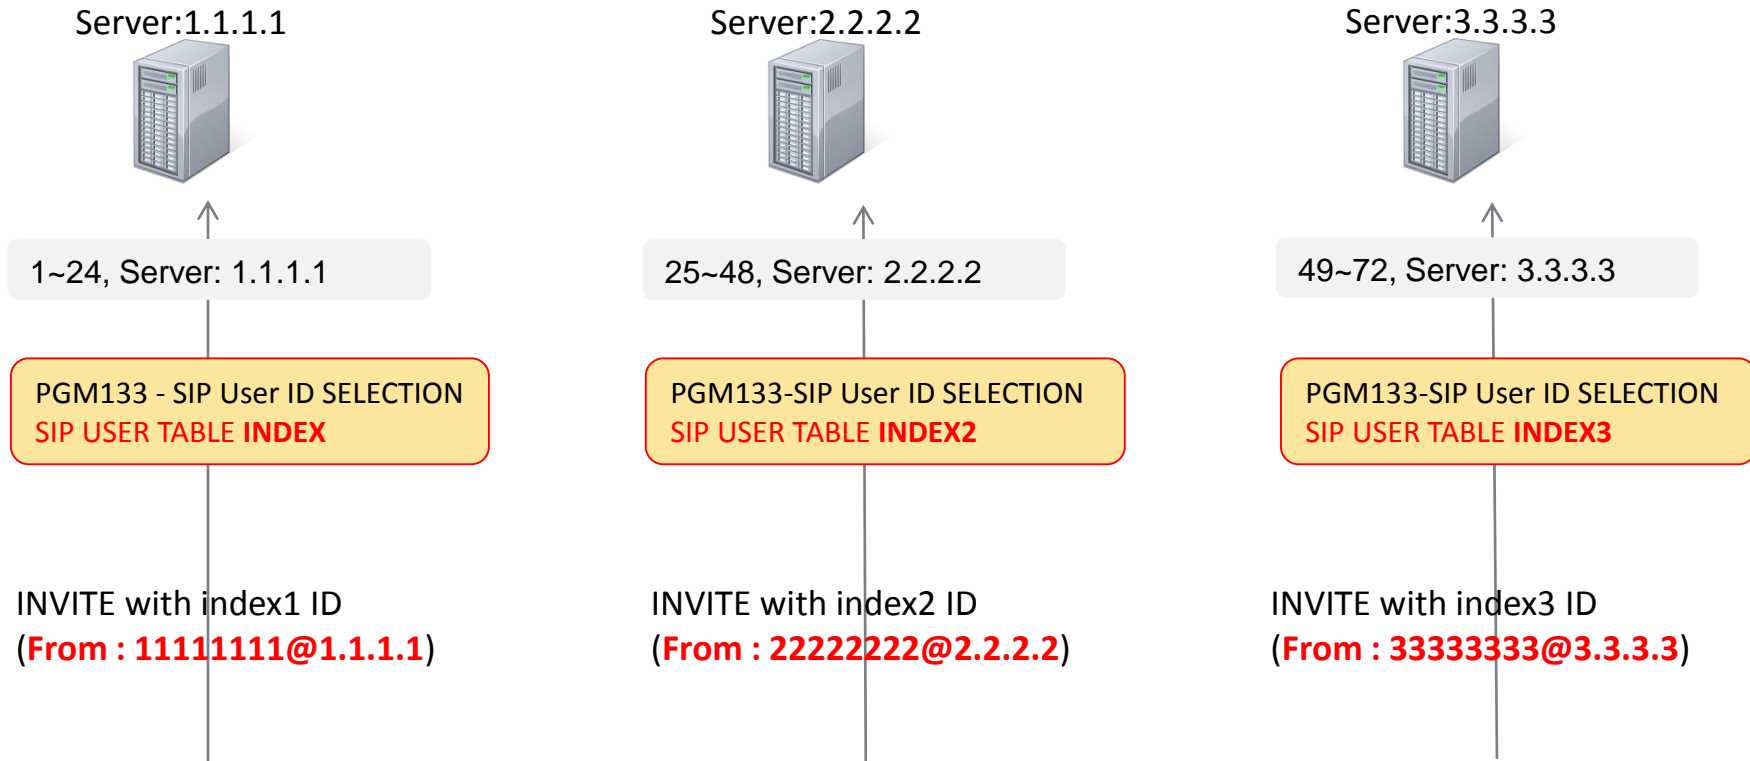 Server:1.1.1.1
Server:2.2.2.2
Server:3.3.3.3
1~24, Server: 1.1.1.1
25~48, Server: 2.2.2.2
49~72, Server: 3.3.3.3
PGM133 - SIP User ID SELECTION
SIP USER TABLE INDEX
PGM133-SIP User ID SELECTION
SIP USER TABLE INDEX2
PGM133-SIP User ID SELECTION
SIP USER TABLE INDEX3
INVITE with index1 ID
(From : 11111111@1.1.1.1)
INVITE with index2 ID
(From : 22222222@2.2.2.2)
INVITE with index3 ID
(From : 33333333@3.3.3.3)